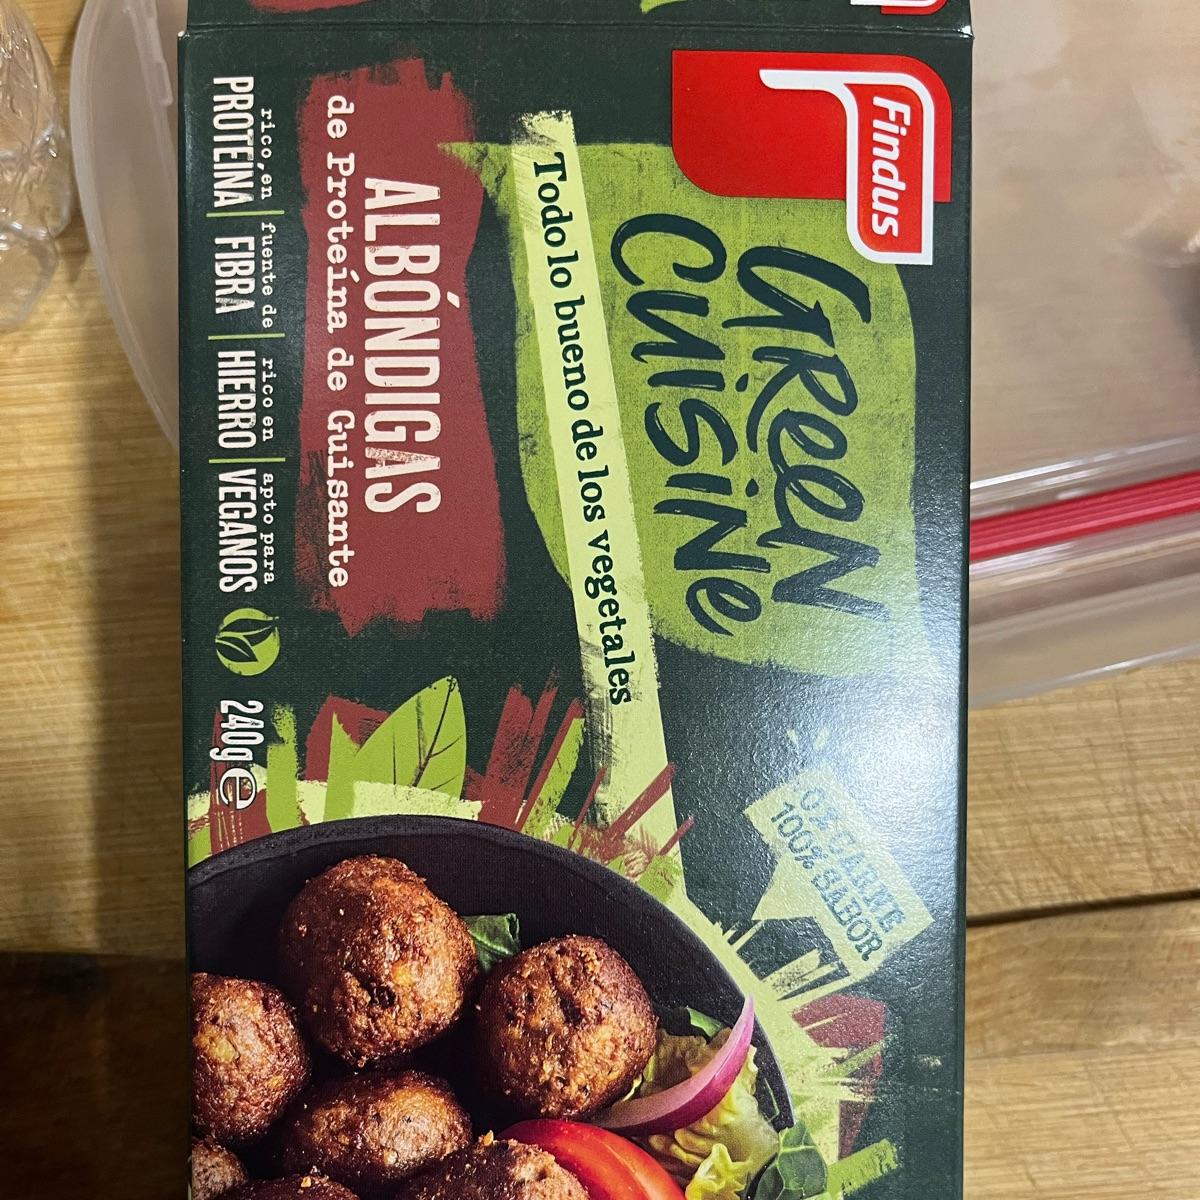 Findus
GREEN
CUISINE
Todo lo bueno de los vegetales
ALBÓNDIGAS
de Proteína de Guisante
rico en
PROTEINA
fuente de
FIBRA
rico en
HIERRO
apto para
VEGANOS
240g e
0% CARNE
100% SABOR